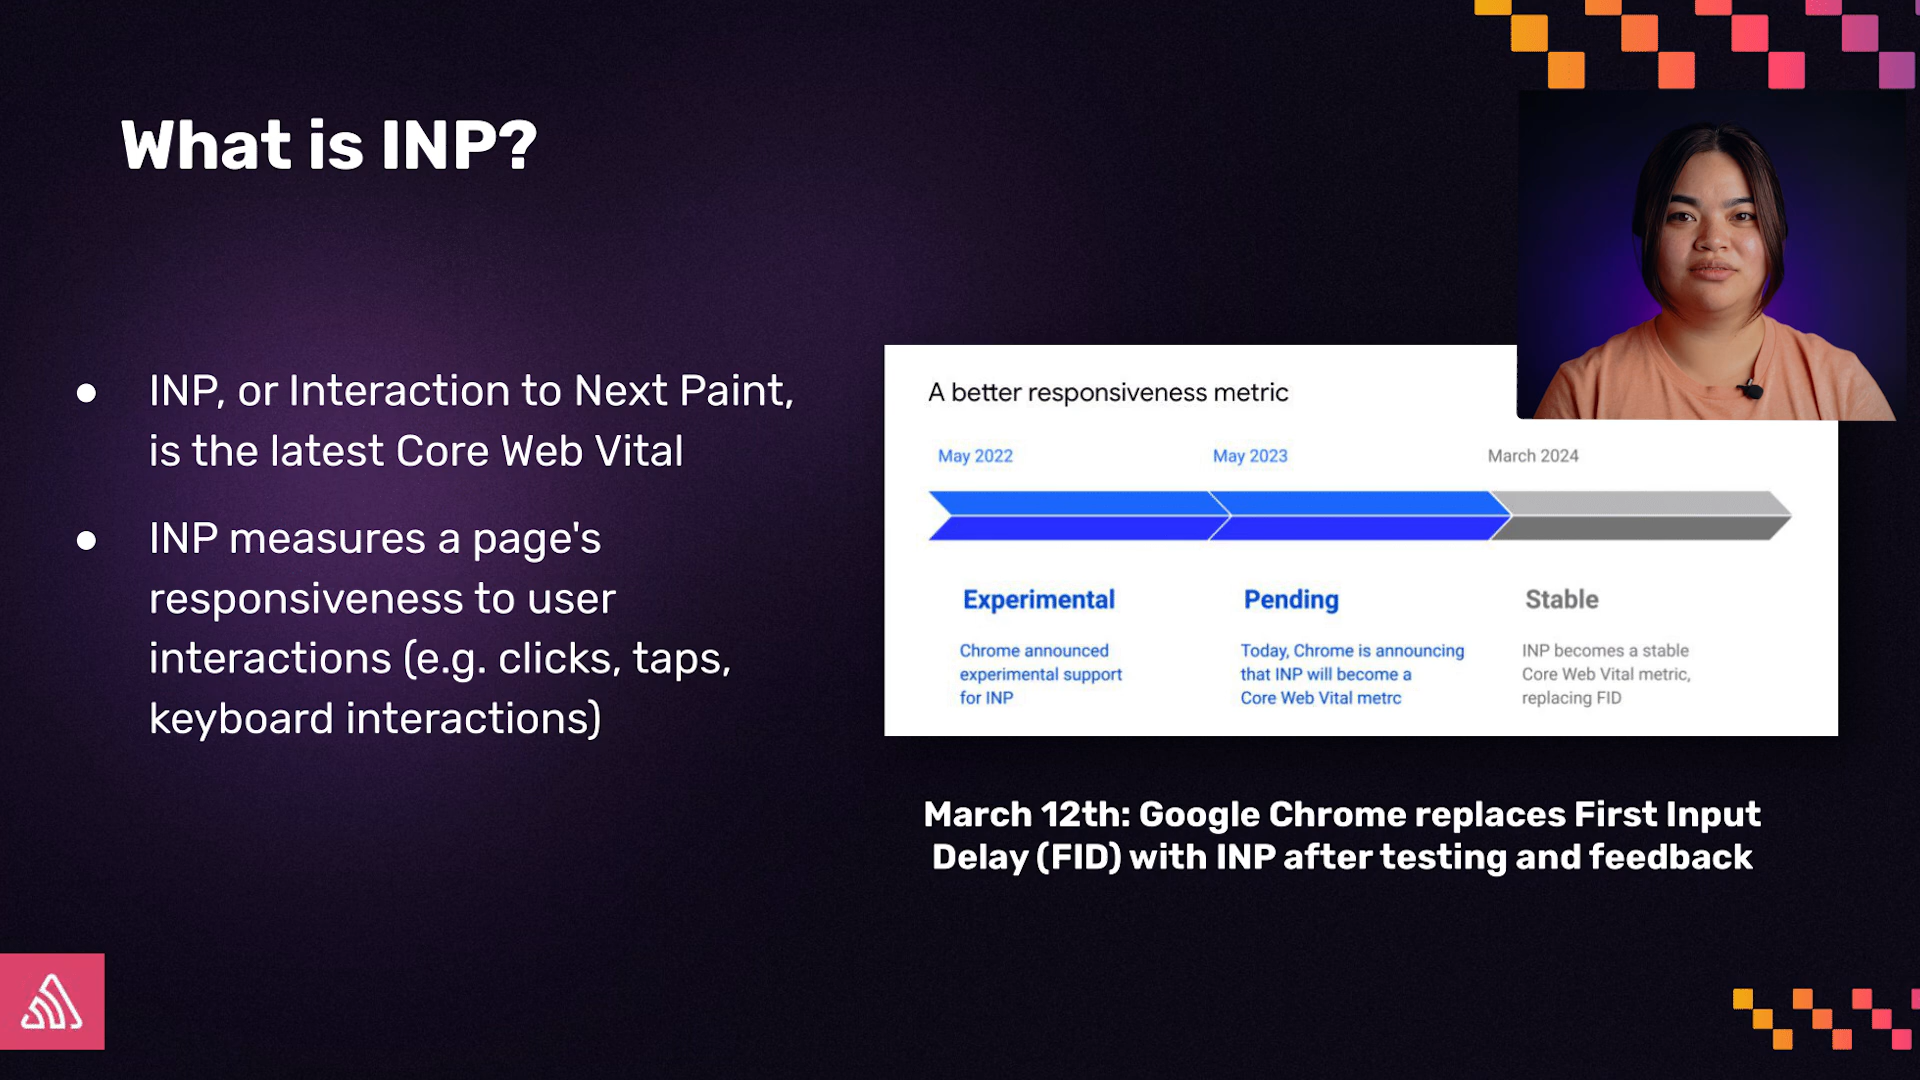 What is INP?
INP, or Interaction to Next Paint,
is the latest Core Web Vital
INP measures a page's
responsiveness to user
interactions (e.g. clicks, taps,
keyboard interactions)
A better responsiveness metric
May 2022
May 2023
March 2024
Experimental
Pending
Stable
Chrome announced
experimental support
for INP
Today, Chrome is announcing
that INP will become a
Core Web Vital metrc
INP becomes a stable
Core Web Vital metric,
replacing FID
March 12th: Google Chrome replaces First Input
Delay (FID) with INP after testing and feedback